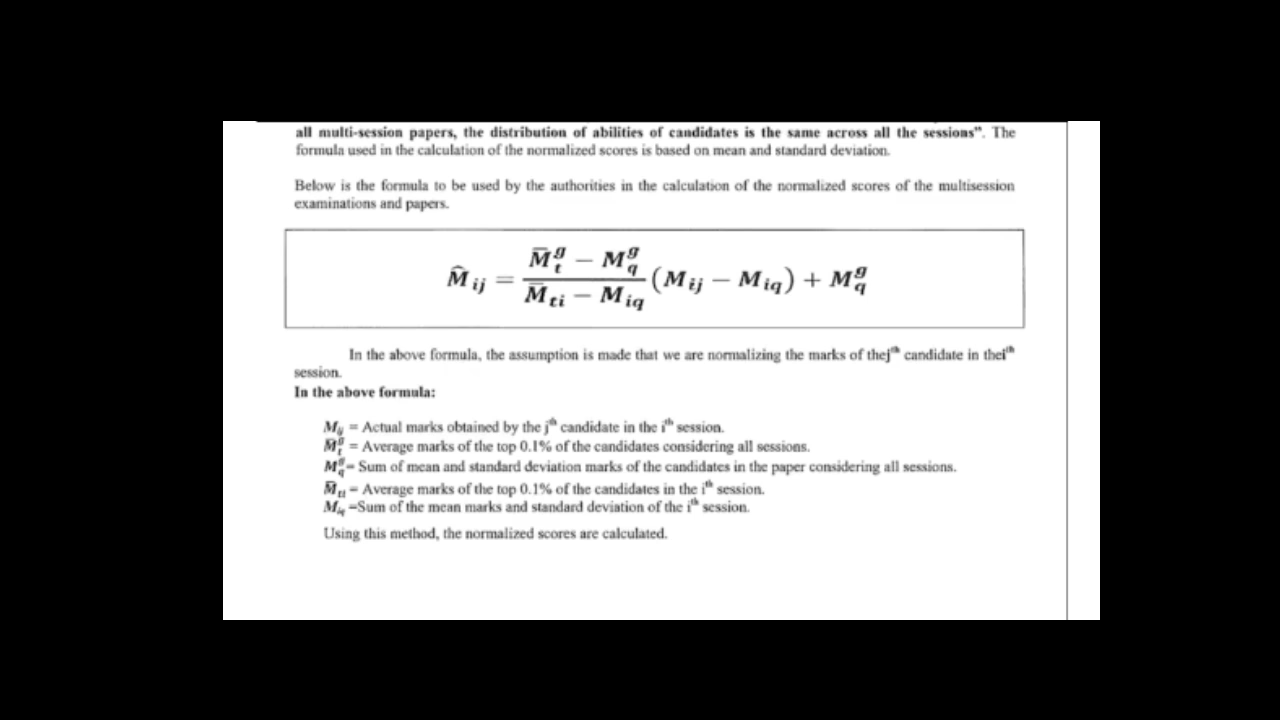 all multi-session papers, the distribution of abilities of candidates is the same across all the sessions”. The
formula used in the calculation of the normalized scores is based on mean and standard deviation.
Below is the formula to be used by the authorities in the calculation of the normalized scores of the multisession
examinations and papers.
M̂ij = (M̄tᵍ − Mqᵍ) / (M̄ti − Miq) (Mij − Miq) + Mqᵍ
In the above formula, the assumption is made that we are normalizing the marks of thejᵗʰ candidate in theiᵗʰ
session.
In the above formula:
Mij = Actual marks obtained by the jᵗʰ candidate in the iᵗʰ session.
M̄tᵍ = Average marks of the top 0.1% of the candidates considering all sessions.
Mqᵍ= Sum of mean and standard deviation marks of the candidates in the paper considering all sessions.
M̄ti = Average marks of the top 0.1% of the candidates in the iᵗʰ session.
Miq =Sum of the mean marks and standard deviation of the iᵗʰ session.
Using this method, the normalized scores are calculated.